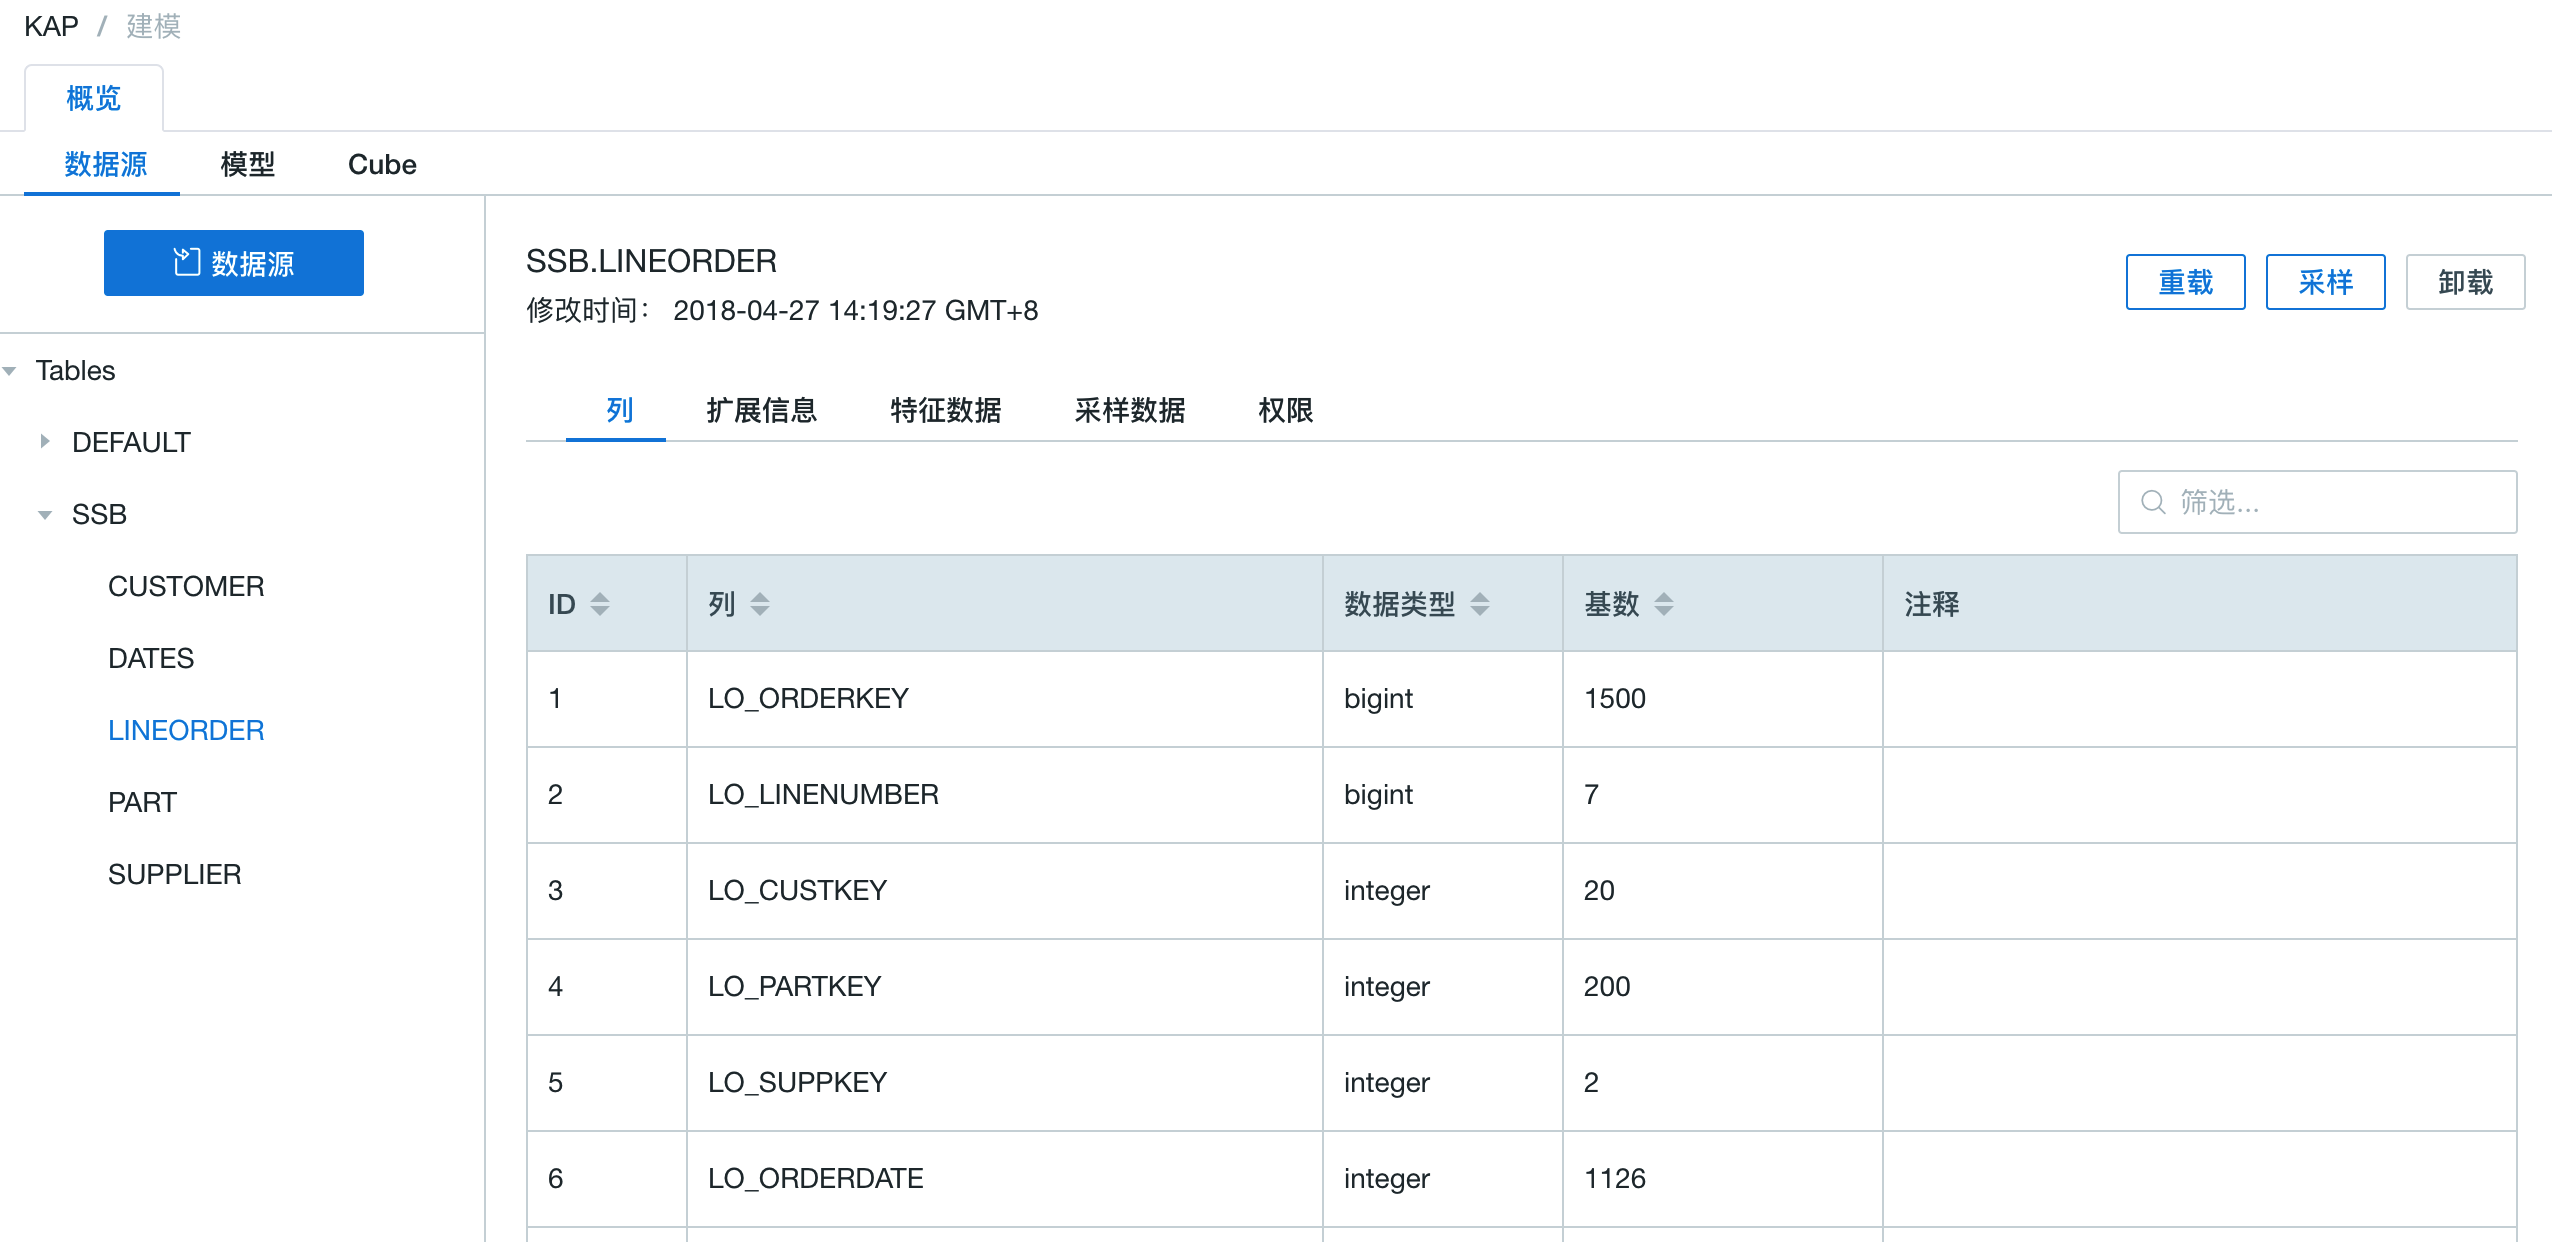 KAP / 建模
概览
数据源 模型 Cube
数据源
Tables
DEFAULT
SSB
CUSTOMER
DATES
LINEORDER
PART
SUPPLIER
SSB.LINEORDER
修改时间： 2018-04-27 14:19:27 GMT+8
重载 采样 卸载
列 扩展信息 特征数据 采样数据 权限
筛选...
ID 列 数据类型 基数 注释
1 LO_ORDERKEY bigint 1500
2 LO_LINENUMBER bigint 7
3 LO_CUSTKEY integer 20
4 LO_PARTKEY integer 200
5 LO_SUPPKEY integer 2
6 LO_ORDERDATE integer 1126